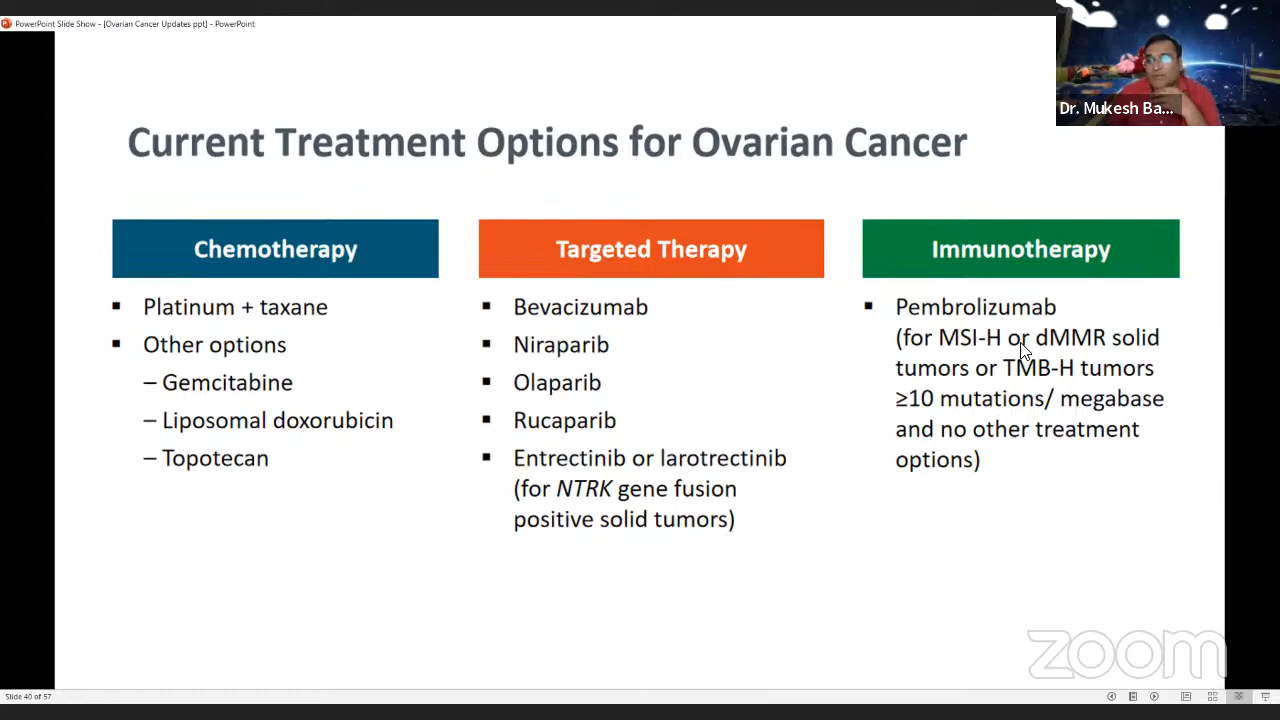 PowerPoint Slide Show - [Ovarian Cancer Updates ppt] - PowerPoint
Dr. Mukesh Ba...
Current Treatment Options for Ovarian Cancer
Chemotherapy
▪ Platinum + taxane
▪ Other options
– Gemcitabine
– Liposomal doxorubicin
– Topotecan
Targeted Therapy
▪ Bevacizumab
▪ Niraparib
▪ Olaparib
▪ Rucaparib
▪ Entrectinib or larotrectinib
(for NTRK gene fusion
positive solid tumors)
Immunotherapy
▪ Pembrolizumab
(for MSI-H or dMMR solid
tumors or TMB-H tumors
≥10 mutations/ megabase
and no other treatment
options)
zoom
Slide 40 of 57